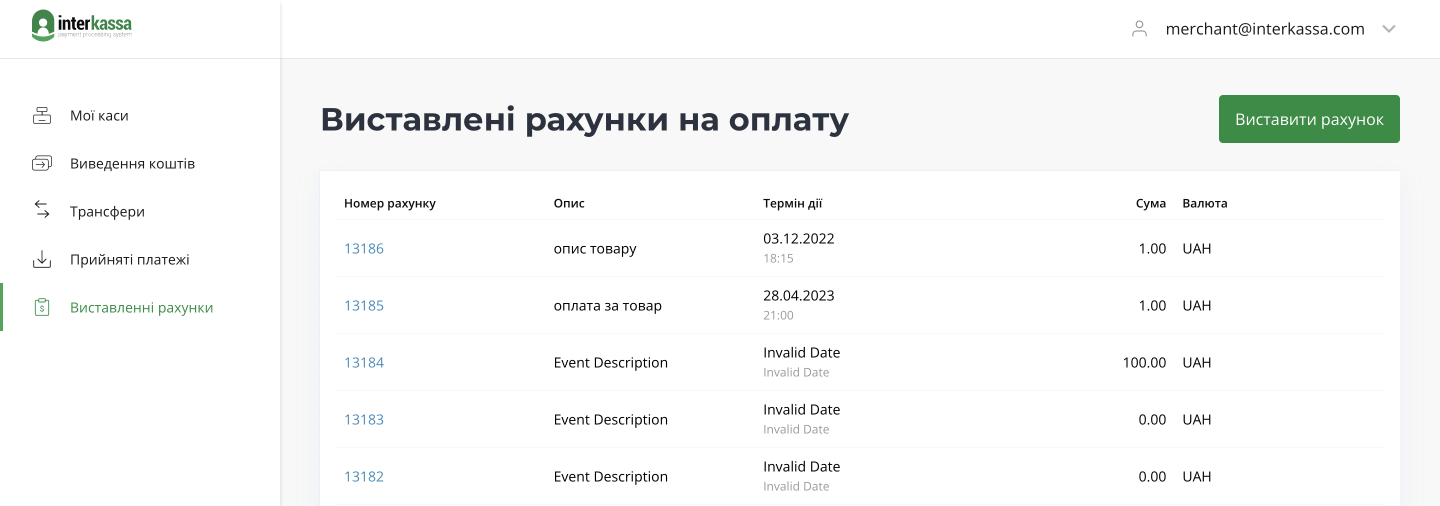 interkassa
payment processing system
merchant@interkassa.com
Мої каси
Виведення коштів
Трансфери
Прийняті платежі
Виставленні рахунки
Виставлені рахунки на оплату
Виставити рахунок
Номер рахунку Опис Термін дії Сума Валюта
13186 опис товару 03.12.2022 18:15 1.00 UAH
13185 оплата за товар 28.04.2023 21:00 1.00 UAH
13184 Event Description Invalid Date Invalid Date 100.00 UAH
13183 Event Description Invalid Date Invalid Date 0.00 UAH
13182 Event Description Invalid Date Invalid Date 0.00 UAH